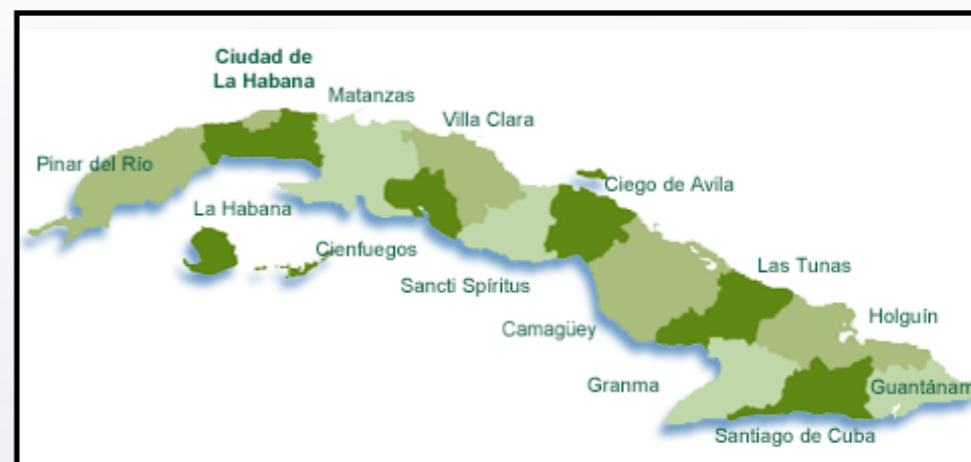 Ciudad de
La Habana
Matanzas
Villa Clara
Pinar del Río
Ciego de Avila
La Habana
Cienfuegos
Las Tunas
Sancti Spíritus
Holguín
Camagüey
Granma
Guantánam
Santiago de Cuba